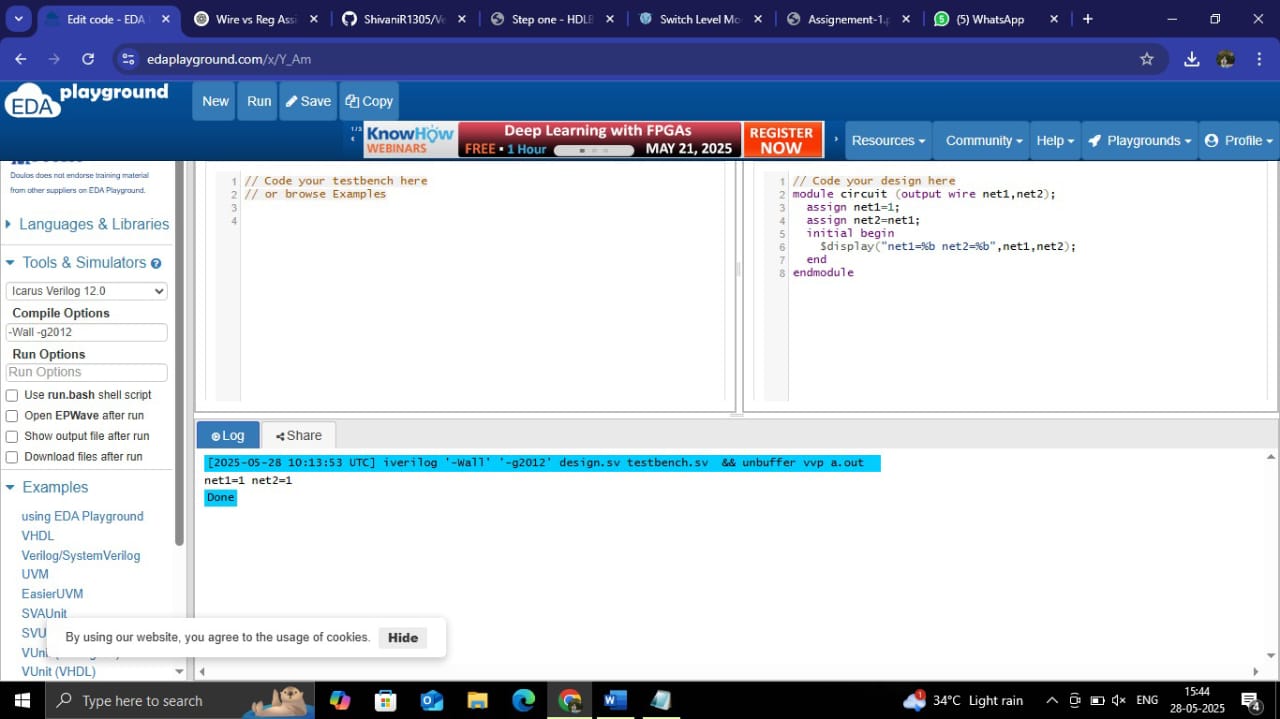 Edit code - EDA
Wire vs Reg Assi
ShivaniR1305/Ve
Step one - HDLB
Switch Level Mo
Assignement-1.p
(5) WhatsApp
edaplayground.com/x/Y_Am
EDA playground
New
Run
Save
Copy
1/3
KnowHow
WEBINARS
Deep Learning with FPGAs
FREE • 1 Hour
MAY 21, 2025
REGISTER
NOW
Resources
Community
Help
Playgrounds
Profile
Doulos does not endorse training material
from other suppliers on EDA Playground.
Languages & Libraries
Tools & Simulators
Icarus Verilog 12.0
Compile Options
-Wall -g2012
Run Options
Run Options
Use run.bash shell script
Open EPWave after run
Show output file after run
Download files after run
Examples
using EDA Playground
VHDL
Verilog/SystemVerilog
UVM
EasierUVM
SVAUnit
SVU
VUnit (VHDL)
1 // Code your testbench here
2 // or browse Examples
3
4
1 // Code your design here
2 module circuit (output wire net1,net2);
3 assign net1=1;
4 assign net2=net1;
5 initial begin
6 $display("net1=%b net2=%b",net1,net2);
7 end
8 endmodule
Log
Share
[2025-05-28 10:13:53 UTC] iverilog '-Wall' '-g2012' design.sv testbench.sv && unbuffer vvp a.out
net1=1 net2=1
Done
By using our website, you agree to the usage of cookies.
Hide
Type here to search
1
34°C Light rain
ENG
15:44
28-05-2025
4